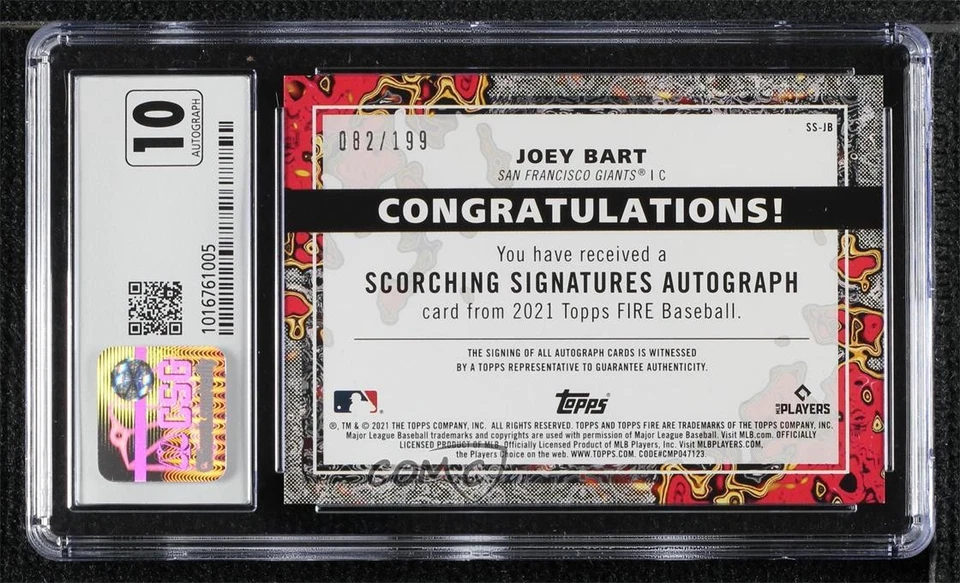 10
AUTOGRAPH
1016761005
CSG
082/199
SS-JB
JOEY BART
SAN FRANCISCO GIANTS® | C
CONGRATULATIONS!
You have received a
SCORCHING SIGNATURES AUTOGRAPH
card from 2021 Topps FIRE Baseball.
THE SIGNING OF ALL AUTOGRAPH CARDS IS WITNESSED
BY A TOPPS REPRESENTATIVE TO GUARANTEE AUTHENTICITY.
Topps
MLB PLAYERS
®, TM & © 2021 THE TOPPS COMPANY, INC. ALL RIGHTS RESERVED. TOPPS AND TOPPS FIRE ARE TRADEMARKS OF THE TOPPS COMPANY, INC.
Major League Baseball trademarks and copyrights are used with permission of Major League Baseball. Visit MLB.com. OFFICIALLY
LICENSED PRODUCT OF MLB Officially Licensed Product of MLB Players, Inc. Visit MLBPLAYERS.COM,
the Players Choice on the web. WWW.TOPPS.COM. CODE#CMP047123.